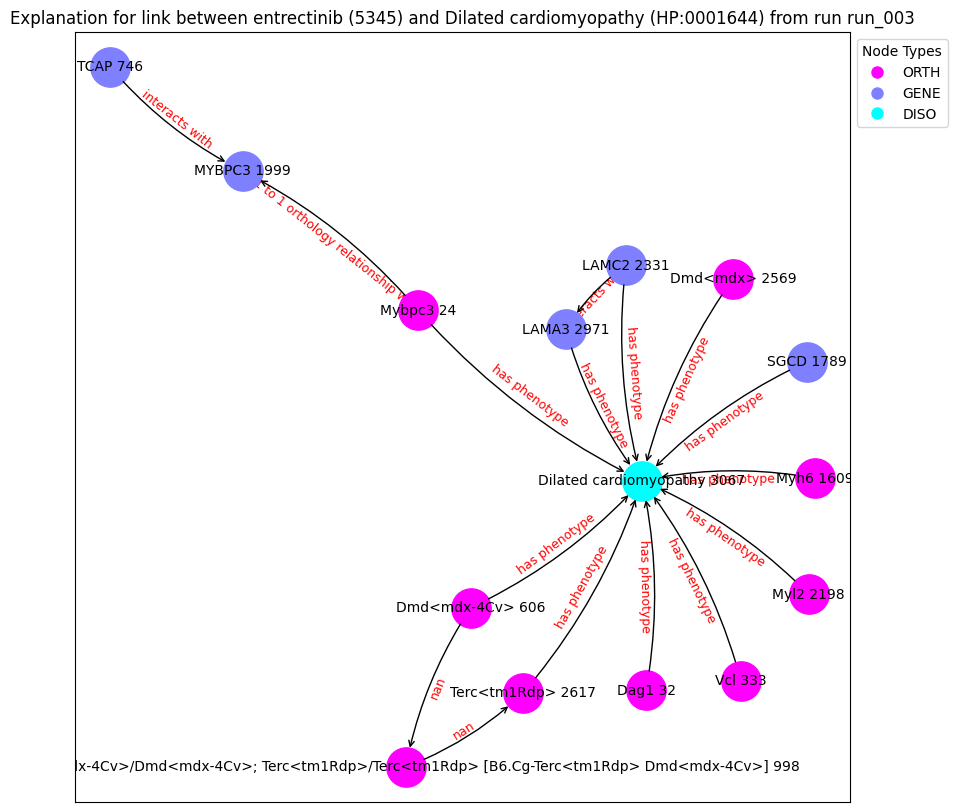 Explanation for link between entrectinib (5345) and Dilated cardiomyopathy (HP:0001644) from run run_003
Node Types
ORTH
GENE
DISO
TCAP 746
interacts with
MYBPC3 1999
to 1 orthology relationship
Mybpc3 24
LAMC2 2331
Dmd<mdx> 2569
LAMA3 2971
SGCD 1789
has phenotype
has phenotype
has phenotype
has phenotype
has phenotype
Dilated cardiomyopathy 3067
has phenotype
Myh6 1609
has phenotype
has phenotype
has phenotype
has phenotype
has phenotype
Myl2 2198
Dmd<mdx-4Cv> 606
nan
Terc<tm1Rdp> 2617
Dag1 32
Vcl 333
nan
-4Cv>/Dmd<mdx-4Cv>; Terc<tm1Rdp>/Terc<tm1Rdp> [B6.Cg-Terc<tm1Rdp> Dmd<mdx-4Cv>] 998